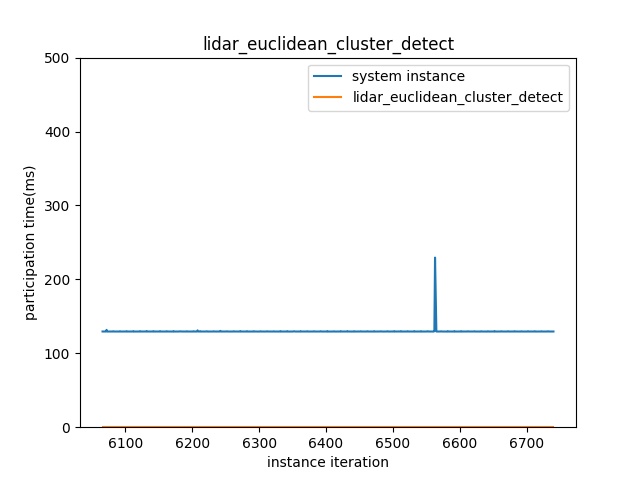 lidar_euclidean_cluster_detect
system instance
lidar_euclidean_cluster_detect
500
400
300
200
100
0
participation time(ms)
6100 6200 6300 6400 6500 6600 6700
instance iteration